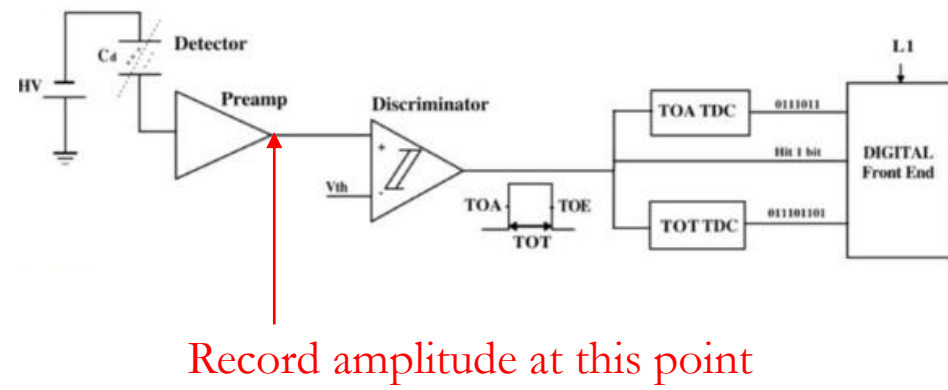 L1
Detector
Cd
HV
Preamp
Discriminator
TOA TDC
0111011
Hit 1 bit
DIGITAL
Front End
+
Vth
-
TOA
TOE
TOT
TOT TDC
011101101
Record amplitude at this point